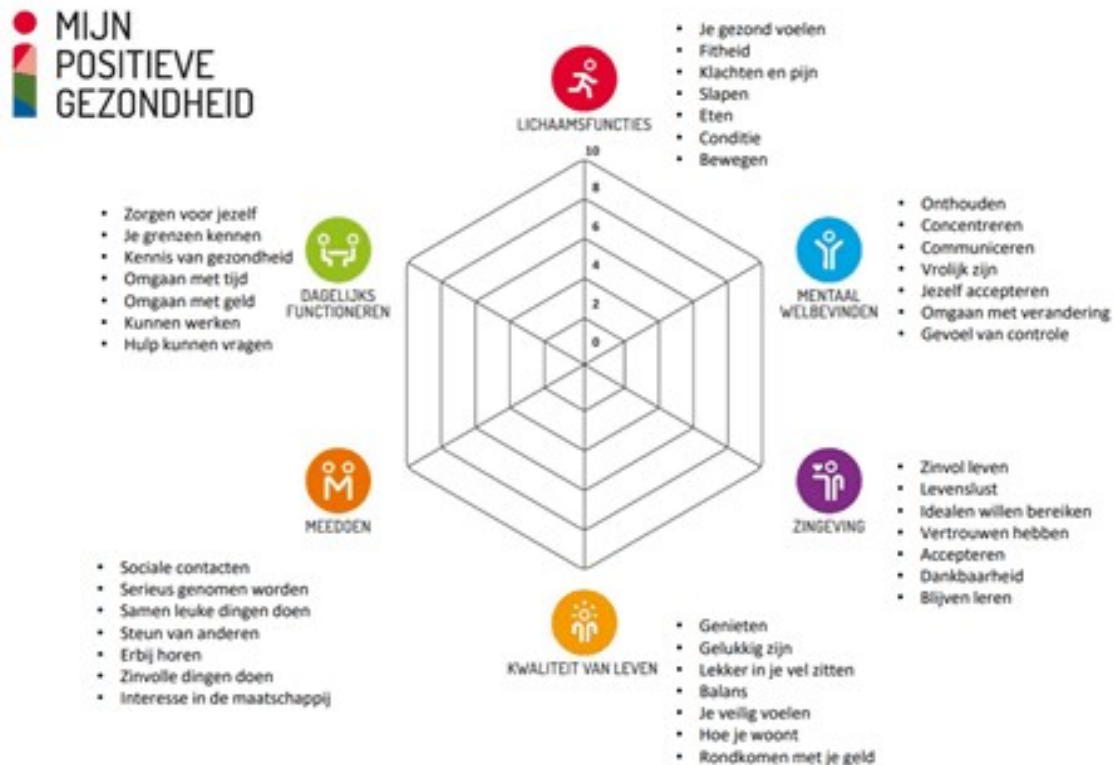 MIJN
POSITIEVE
GEZONDHEID
LICHAAMSFUNCTIES
• Je gezond voelen
• Fitheid
• Klachten en pijn
• Slapen
• Eten
• Conditie
• Bewegen
10
8
6
4
2
0
MENTAAL
WELBEVINDEN
• Onthouden
• Concentreren
• Communiceren
• Vrolijk zijn
• Jezelf accepteren
• Omgaan met verandering
• Gevoel van controle
ZINGEVING
• Zinvol leven
• Levenslust
• Idealen willen bereiken
• Vertrouwen hebben
• Accepteren
• Dankbaarheid
• Blijven leren
KWALITEIT VAN LEVEN
• Genieten
• Gelukkig zijn
• Lekker in je vel zitten
• Balans
• Je veilig voelen
• Hoe je woont
• Rondkomen met je geld
MEEDOEN
• Sociale contacten
• Serieus genomen worden
• Samen leuke dingen doen
• Steun van anderen
• Erbij horen
• Zinvolle dingen doen
• Interesse in de maatschappij
DAGELIJKS
FUNCTIONEREN
• Zorgen voor jezelf
• Je grenzen kennen
• Kennis van gezondheid
• Omgaan met tijd
• Omgaan met geld
• Kunnen werken
• Hulp kunnen vragen